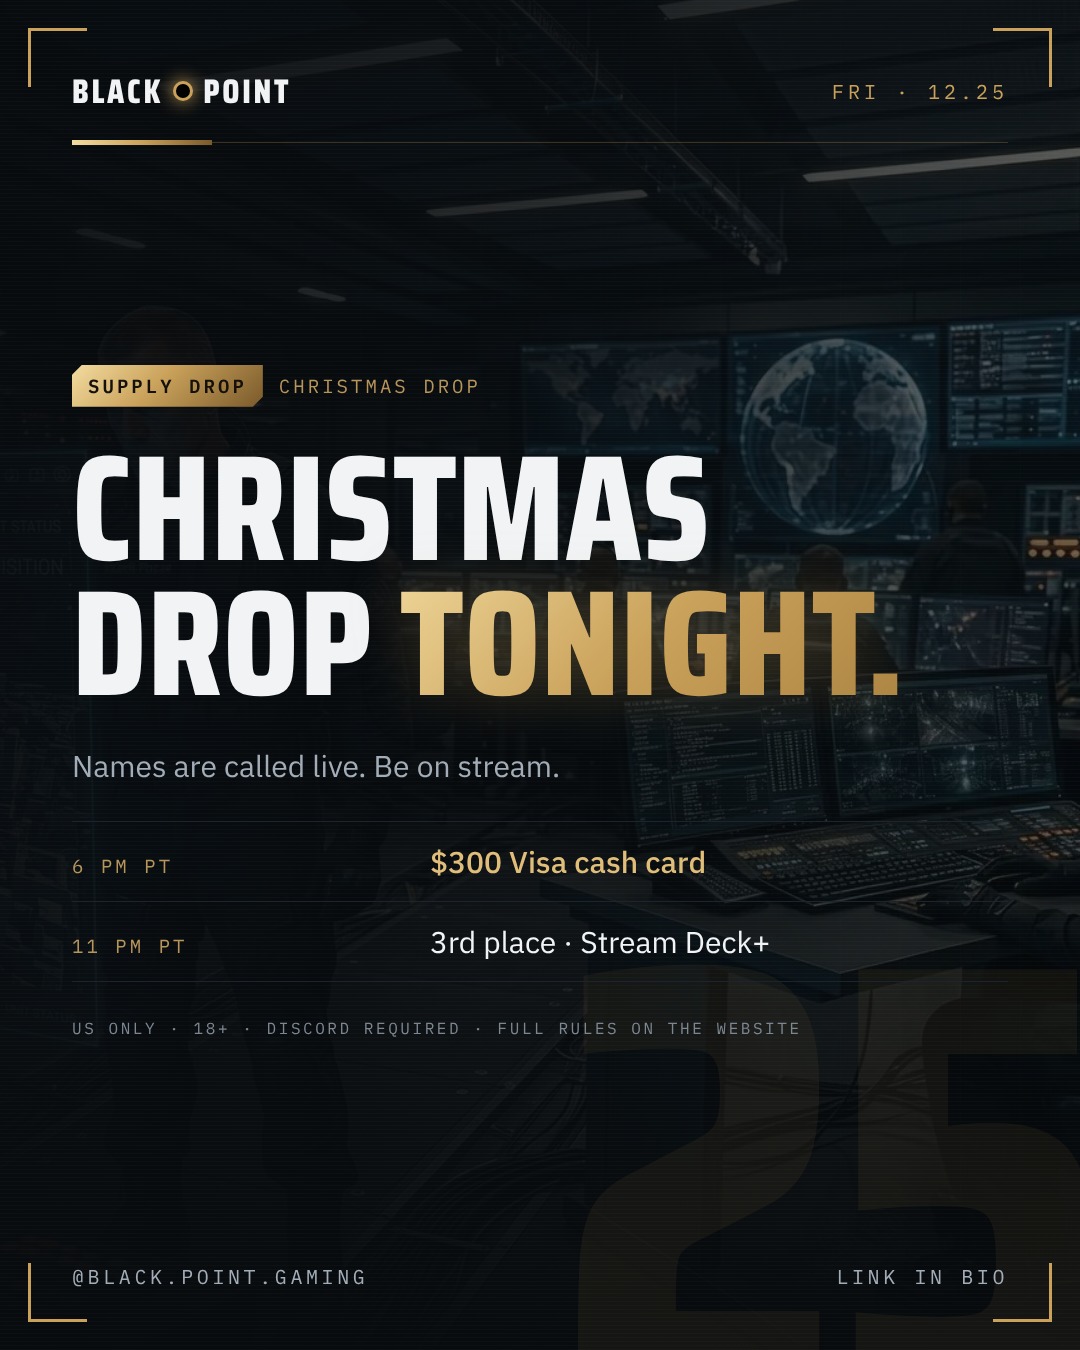 BLACK POINT
FRI · 12.25
SUPPLY DROP CHRISTMAS DROP
CHRISTMAS
DROP TONIGHT.
Names are called live. Be on stream.
6 PM PT $300 Visa cash card
11 PM PT 3rd place · Stream Deck+
US ONLY · 18+ · DISCORD REQUIRED · FULL RULES ON THE WEBSITE
25
@BLACK.POINT.GAMING
LINK IN BIO